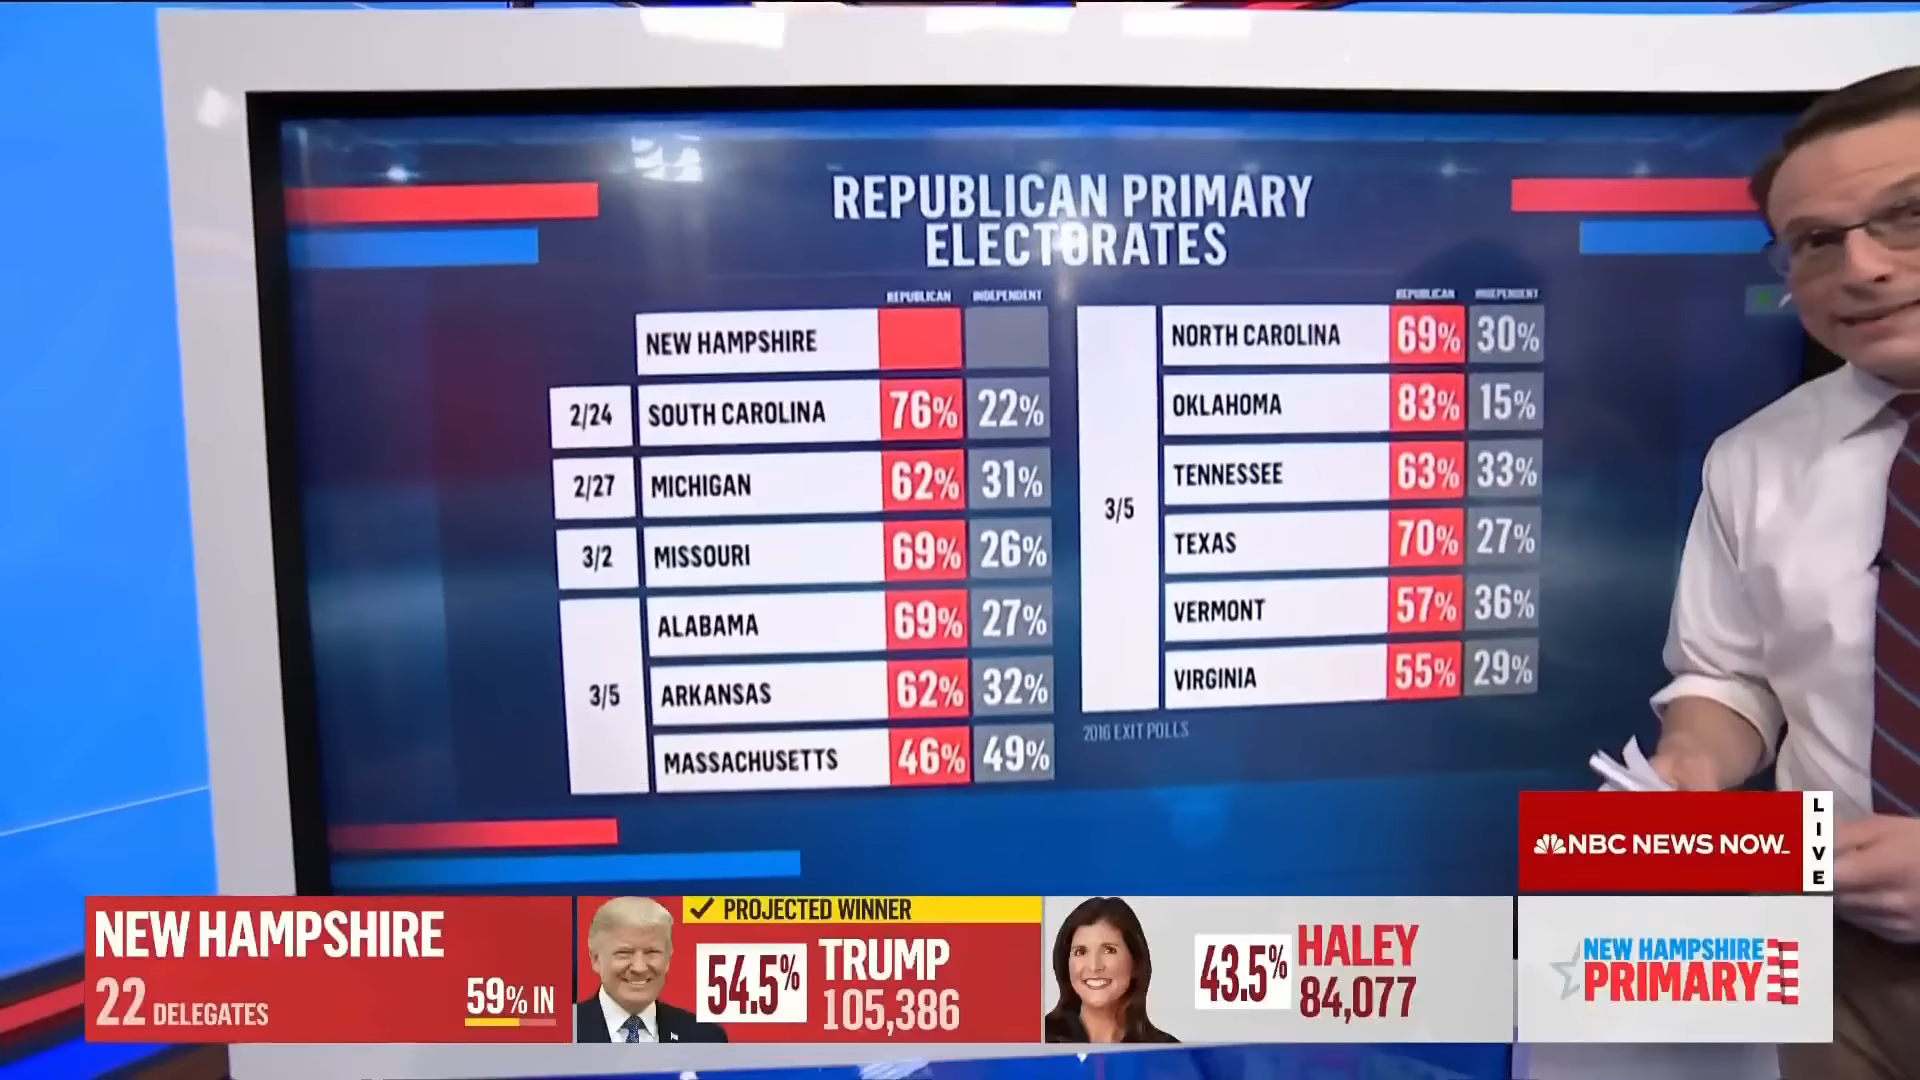 REPUBLICAN PRIMARY
ELECTORATES
REPUBLICAN INDEPENDENT
NEW HAMPSHIRE
2/24 SOUTH CAROLINA 76% 22%
2/27 MICHIGAN 62% 31%
3/2 MISSOURI 69% 26%
3/5
ALABAMA 69% 27%
ARKANSAS 62% 32%
MASSACHUSETTS 46% 49%
REPUBLICAN INDEPENDENT
3/5
NORTH CAROLINA 69% 30%
OKLAHOMA 83% 15%
TENNESSEE 63% 33%
TEXAS 70% 27%
VERMONT 57% 36%
VIRGINIA 55% 29%
2016 EXIT POLLS
NBC NEWS NOW
LIVE
NEW HAMPSHIRE
22 DELEGATES
59% IN
PROJECTED WINNER
54.5% TRUMP
105,386
43.5% HALEY
84,077
NEW HAMPSHIRE
PRIMARY